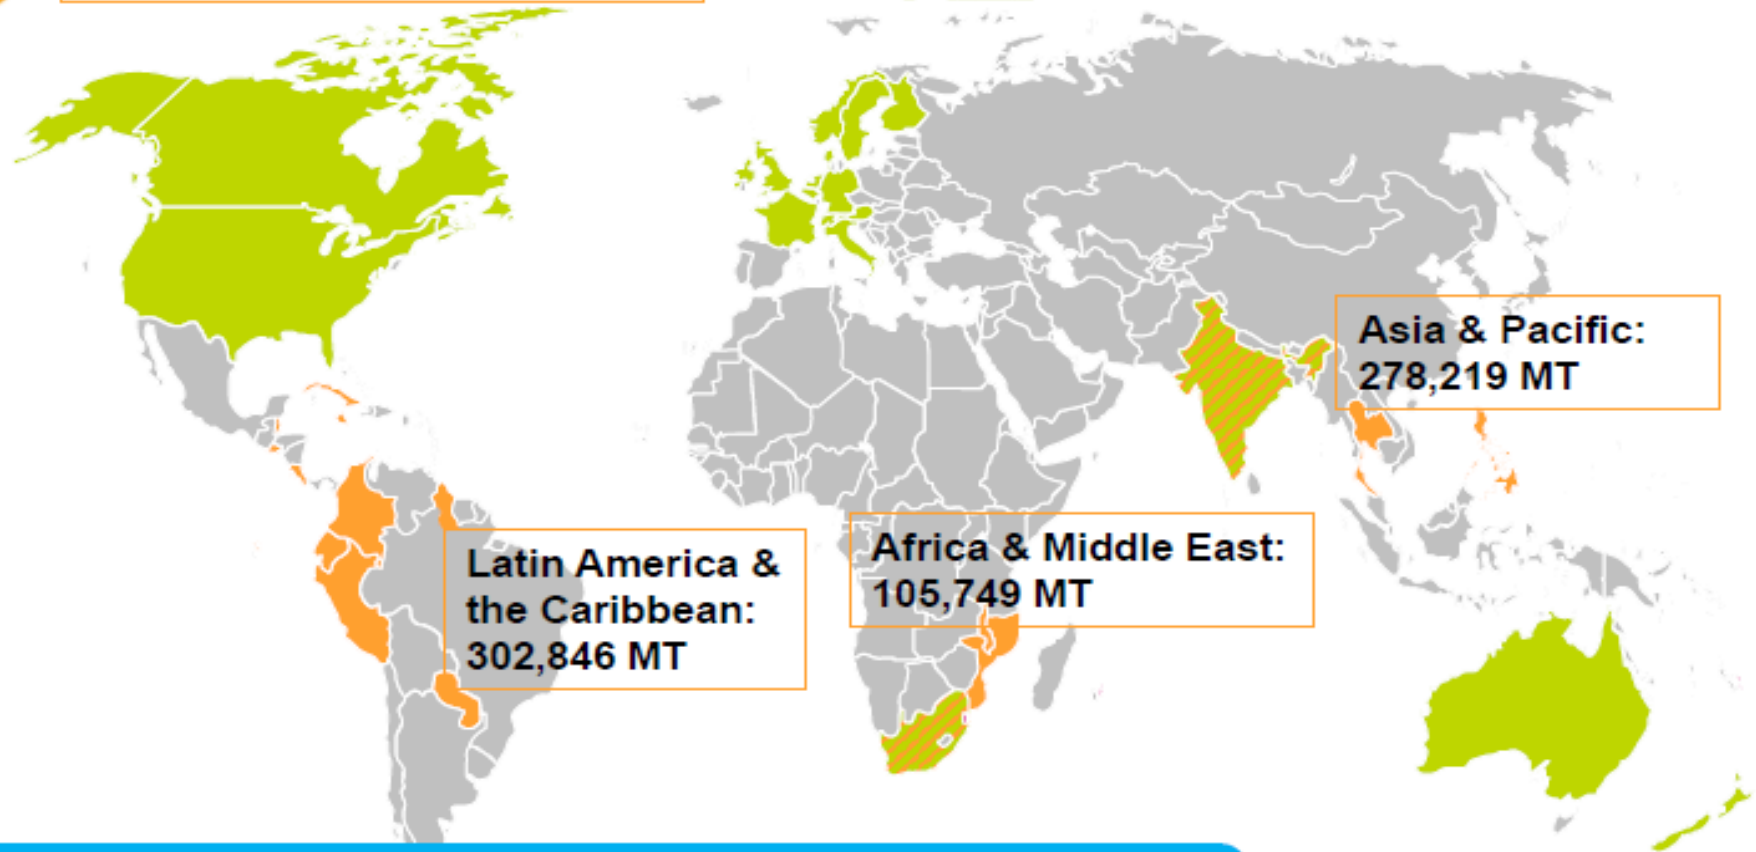 Asia & Pacific:
278,219 MT
Latin America &
the Caribbean:
302,846 MT
Africa & Middle East:
105,749 MT